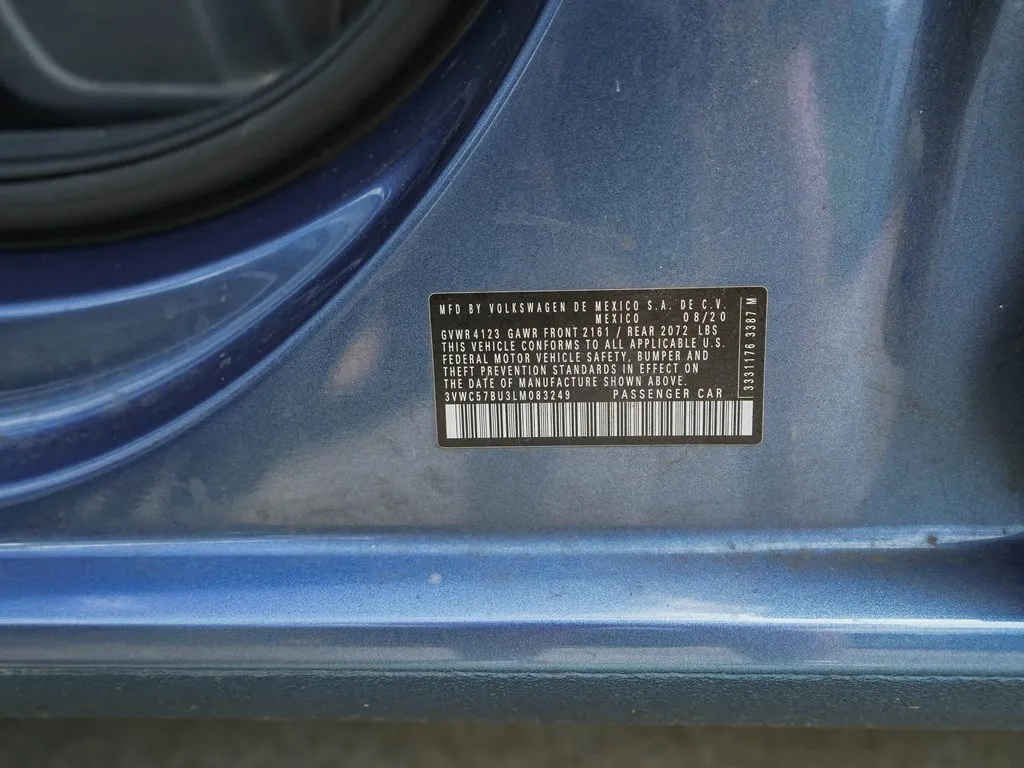 MFD BY VOLKSWAGEN DE MEXICO S.A. DE C.V.
MEXICO 08/20
GVWR 4123 GAWR FRONT 2161 / REAR 2072 LBS
THIS VEHICLE CONFORMS TO ALL APPLICABLE U.S.
FEDERAL MOTOR VEHICLE SAFETY, BUMPER AND
THEFT PREVENTION STANDARDS IN EFFECT ON
THE DATE OF MANUFACTURE SHOWN ABOVE.
3VWC57BU3LM083249 PASSENGER CAR
3331176 3387 M